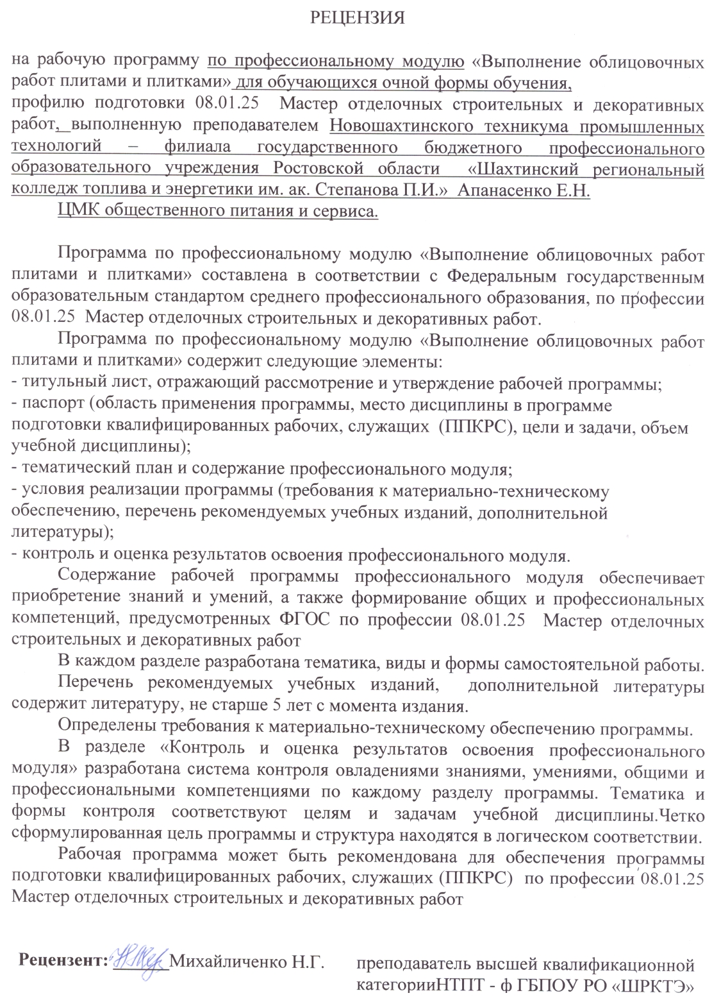 РЕЦЕНЗИЯ
на рабочую программу по профессиональному модулю «Выполнение облицовочных
работ плитами и плитками» для обучающихся очной формы обучения,
профилю подготовки 08.01.25 Мастер отделочных строительных и декоративных
работ, выполненную преподавателем Новошахтинского техникума промышленных
технологий – филиала государственного бюджетного профессионального
образовательного учреждения Ростовской области «Шахтинский региональный
колледж топлива и энергетики им. ак. Степанова П.И.» Апанасенко Е.Н.
ЦМК общественного питания и сервиса.
Программа по профессиональному модулю «Выполнение облицовочных работ
плитами и плитками» составлена в соответствии с Федеральным государственным
образовательным стандартом среднего профессионального образования, по профессии
08.01.25 Мастер отделочных строительных и декоративных работ.
Программа по профессиональному модулю «Выполнение облицовочных работ
плитами и плитками» содержит следующие элементы:
- титульный лист, отражающий рассмотрение и утверждение рабочей программы;
- паспорт (область применения программы, место дисциплины в программе
подготовки квалифицированных рабочих, служащих (ППКРС), цели и задачи, объем
учебной дисциплины);
- тематический план и содержание профессионального модуля;
- условия реализации программы (требования к материально-техническому
обеспечению, перечень рекомендуемых учебных изданий, дополнительной
литературы);
- контроль и оценка результатов освоения профессионального модуля.
Содержание рабочей программы профессионального модуля обеспечивает
приобретение знаний и умений, а также формирование общих и профессиональных
компетенций, предусмотренных ФГОС по профессии 08.01.25 Мастер отделочных
строительных и декоративных работ
В каждом разделе разработана тематика, виды и формы самостоятельной работы.
Перечень рекомендуемых учебных изданий, дополнительной литературы
содержит литературу, не старше 5 лет с момента издания.
Определены требования к материально-техническому обеспечению программы.
В разделе «Контроль и оценка результатов освоения профессионального
модуля» разработана система контроля овладениями знаниями, умениями, общими и
профессиональными компетенциями по каждому разделу программы. Тематика и
формы контроля соответствуют целям и задачам учебной дисциплины.Четко
сформулированная цель программы и структура находятся в логическом соответствии.
Рабочая программа может быть рекомендована для обеспечения программы
подготовки квалифицированных рабочих, служащих (ППКРС) по профессии 08.01.25
Мастер отделочных строительных и декоративных работ
Рецензент: Михайличенко Н.Г. преподаватель высшей квалификационной
категорииНТПТ - ф ГБПОУ РО «ШРКТЭ»